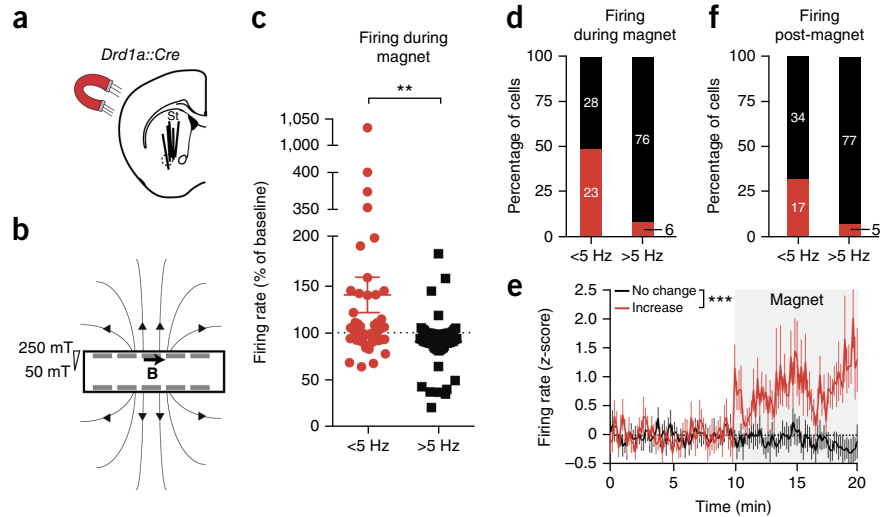 a
Drd1a::Cre
St
b
250 mT
50 mT
B
c
Firing during
magnet
**
Firing rate (% of baseline)
1,050
1,000
400
350
200
150
100
50
0
<5 Hz
>5 Hz
d
Firing
during magnet
Percentage of cells
100
75
50
25
0
28
23
76
6
<5 Hz
>5 Hz
f
Firing
post-magnet
Percentage of cells
100
75
50
25
0
34
17
77
5
<5 Hz
>5 Hz
e
No change
Increase
***
Magnet
Firing rate (z-score)
2.5
2.0
1.5
1.0
0.5
0
–0.5
0
5
10
15
20
Time (min)